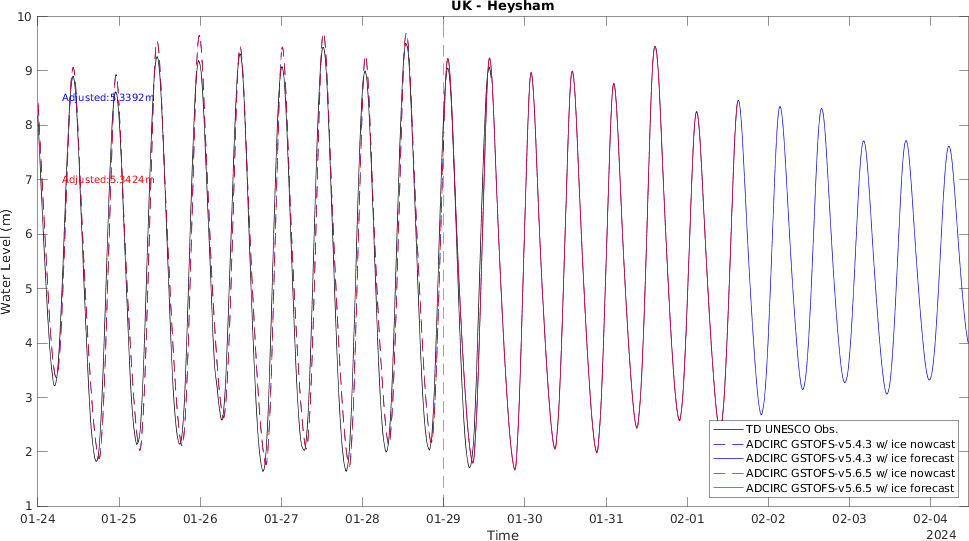 UK - Heysham
10
9
8
7
6
5
4
3
2
1
Water Level (m)
Adjusted:5.3392m
Adjusted:5.3424m
TD UNESCO Obs.
ADCIRC GSTOFS-v5.4.3 w/ ice nowcast
ADCIRC GSTOFS-v5.4.3 w/ ice forecast
ADCIRC GSTOFS-v5.6.5 w/ ice nowcast
ADCIRC GSTOFS-v5.6.5 w/ ice forecast
01-24 01-25 01-26 01-27 01-28 01-29 01-30 01-31 02-01 02-02 02-03 02-04
Time
2024